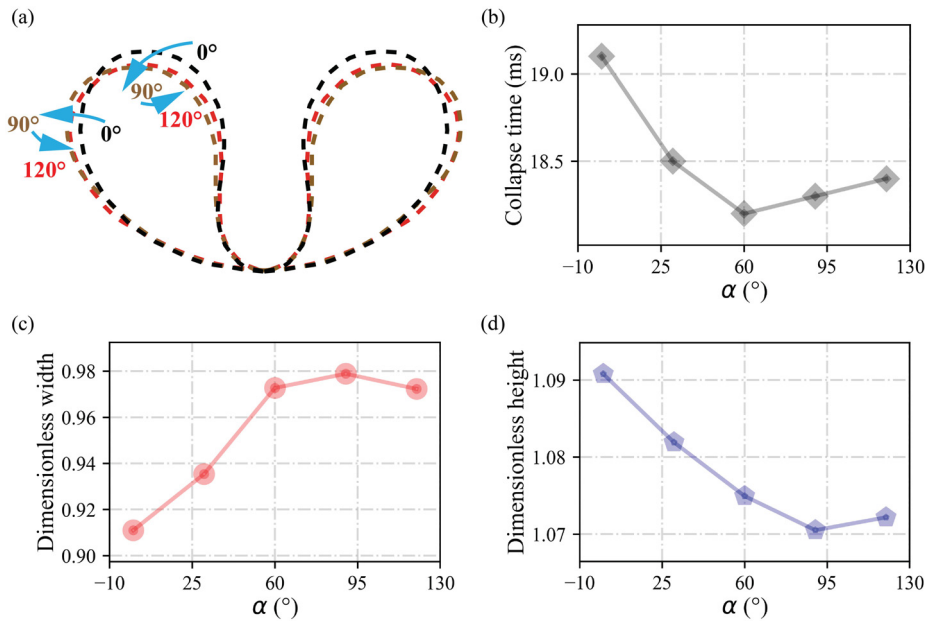 (a)
0°
90°
120°
90°
0°
120°
(b)
Collapse time (ms)
19.0
18.5
−10 25 60 95 130
α (°)
(c)
Dimensionless width
0.98
0.96
0.94
0.92
0.90
−10 25 60 95 130
α (°)
(d)
Dimensionless height
1.09
1.08
1.07
−10 25 60 95 130
α (°)